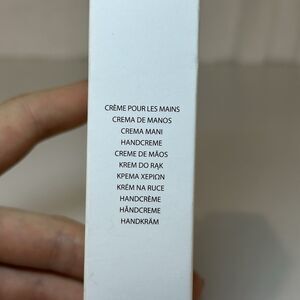 CRÈME POUR LES MAINS
CREMA DE MANOS
CREMA MANI
HANDCREME
CREME DE MÃOS
KREM DO RĄK
ΚΡΕΜΑ ΧΕΡΙΩΝ
KRÉM NA RUCE
HANDCRÈME
HÅNDCREME
HANDKRÄM